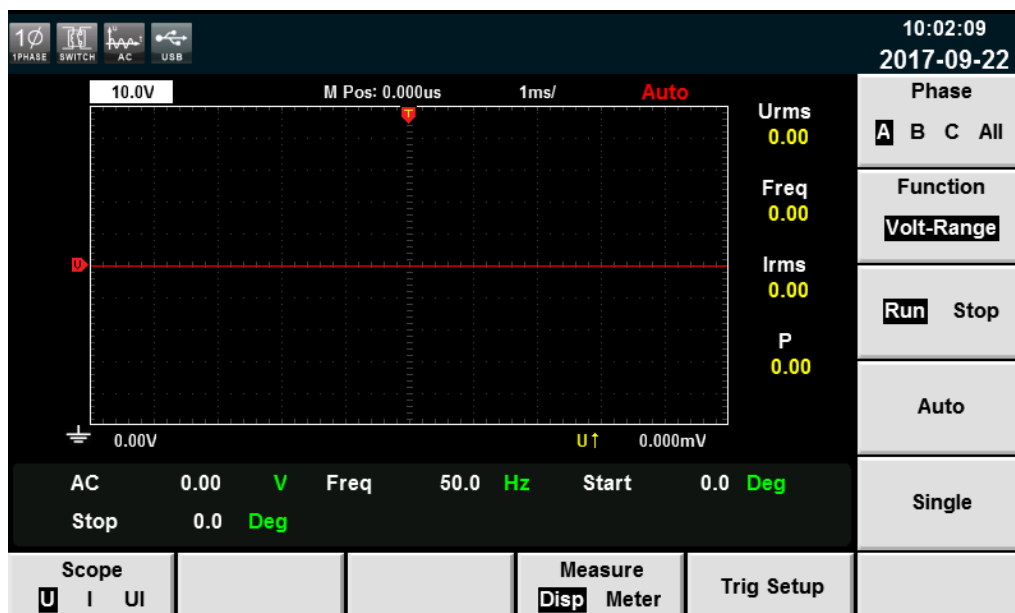 1Ø
1PHASE
SWITCH
U
AC
USB
10:02:09
2017-09-22
10.0V M Pos: 0.000us 1ms/ Auto
T
U
Urms
0.00
Freq
0.00
Irms
0.00
P
0.00
0.00V U↑ 0.000mV
AC 0.00 V Freq 50.0 Hz Start 0.0 Deg
Stop 0.0 Deg
Phase
A B C All
Function
Volt-Range
Run Stop
Auto
Single
Scope
U I UI
Measure
Disp Meter
Trig Setup